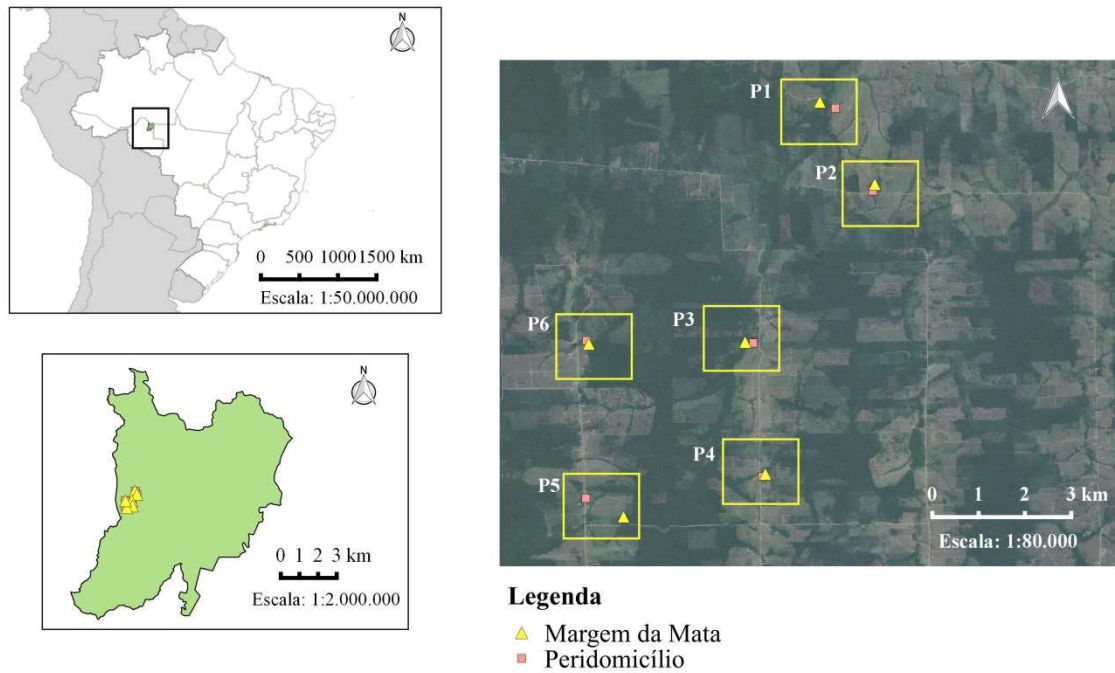 N
0 500 1000 1500 km
Escala: 1:50.000.000
N
0 1 2 3 km
Escala: 1:2.000.000
P1
P2
P3
P6
P4
P5
0 1 2 3 km
Escala: 1:80.000
Legenda
Margem da Mata
Peridomicílio